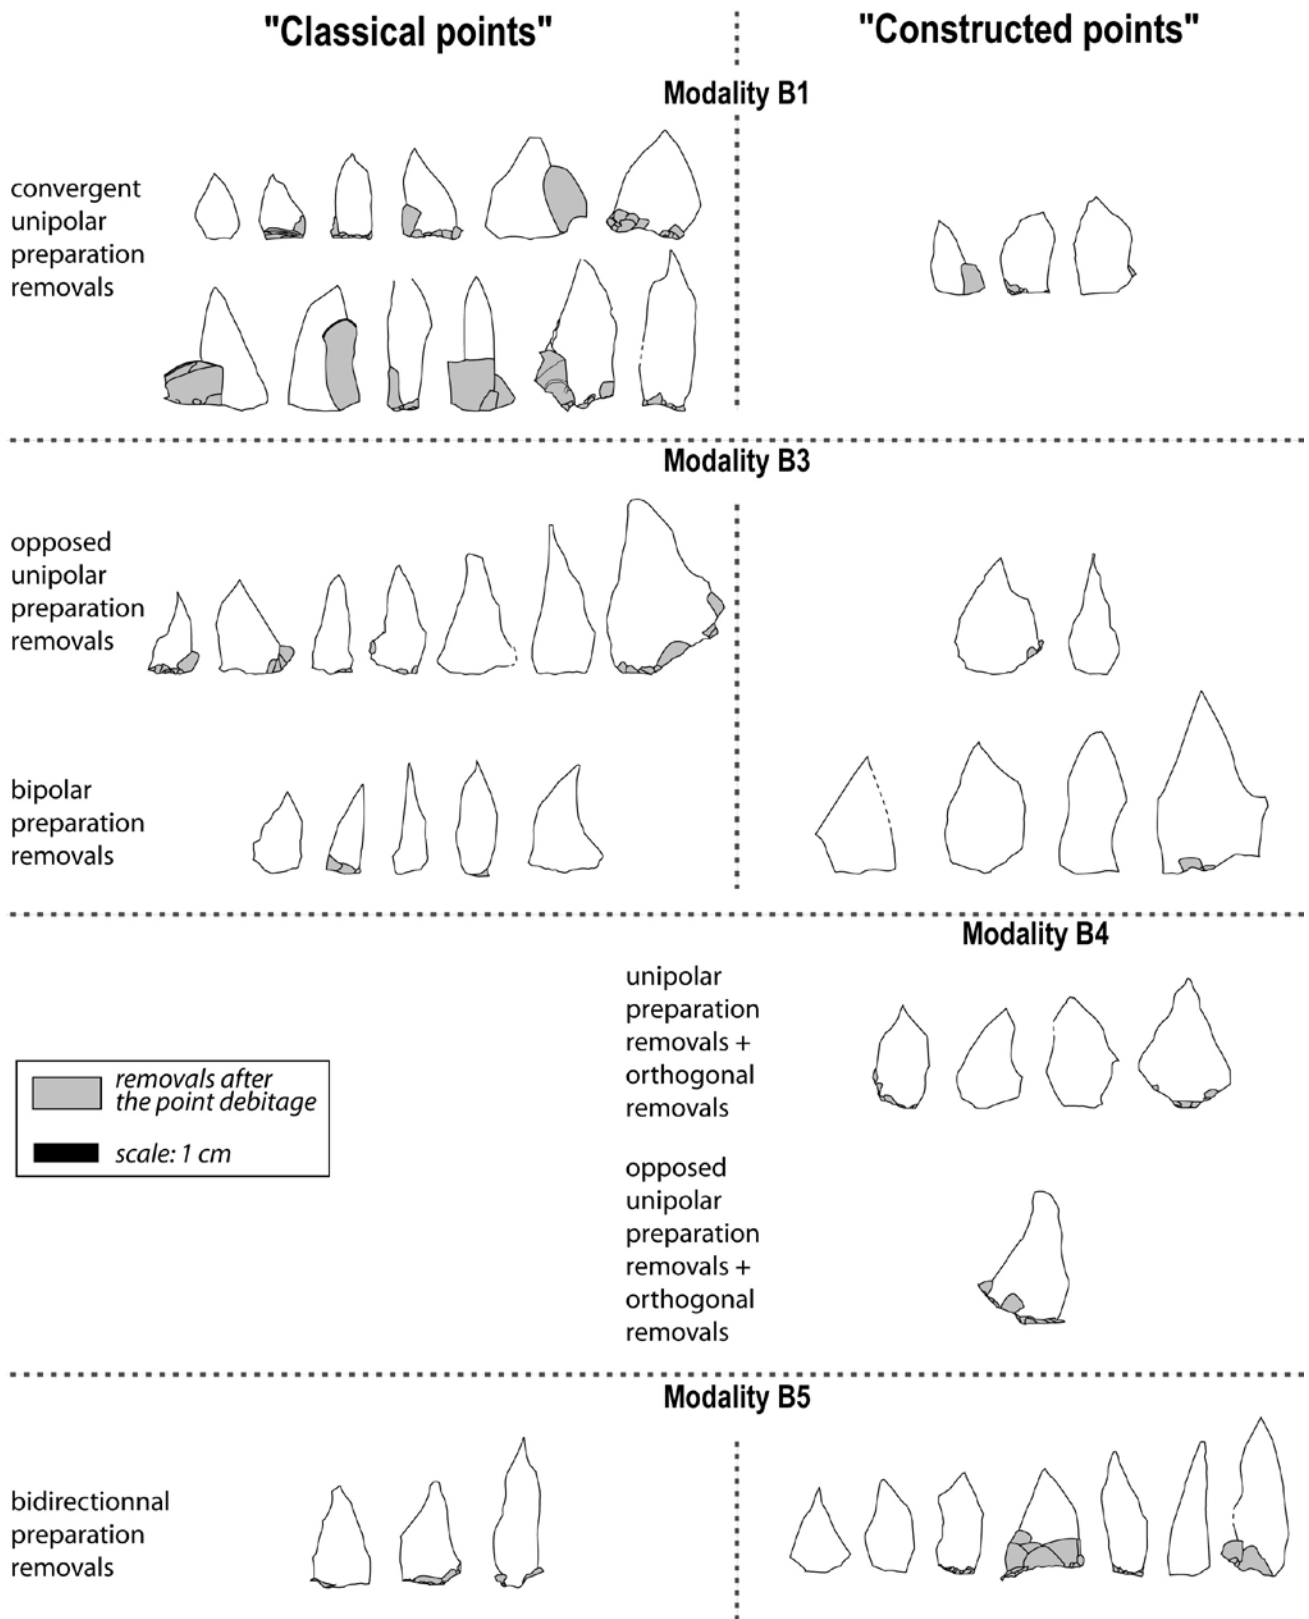 "Classical points"
"Constructed points"
Modality B1
convergent
unipolar
preparation
removals
Modality B3
opposed
unipolar
preparation
removals
bipolar
preparation
removals
Modality B4
unipolar
preparation
removals +
orthogonal
removals
removals after
the point debitage
scale: 1 cm
opposed
unipolar
preparation
removals +
orthogonal
removals
Modality B5
bidirectionnal
preparation
removals